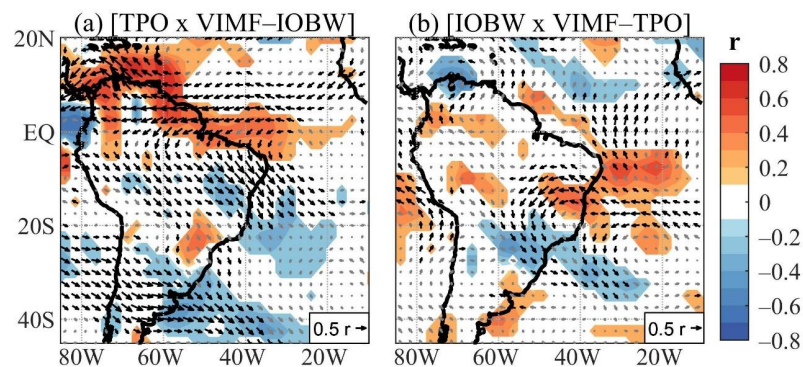 (a) [TPO x VIMF–IOBW]
(b) [IOBW x VIMF–TPO]
r
20N
EQ
20S
40S
0.8
0.6
0.4
0.2
0
–0.2
–0.4
–0.6
–0.8
0.5 r
0.5 r
80W
60W
40W
20W
80W
60W
40W
20W